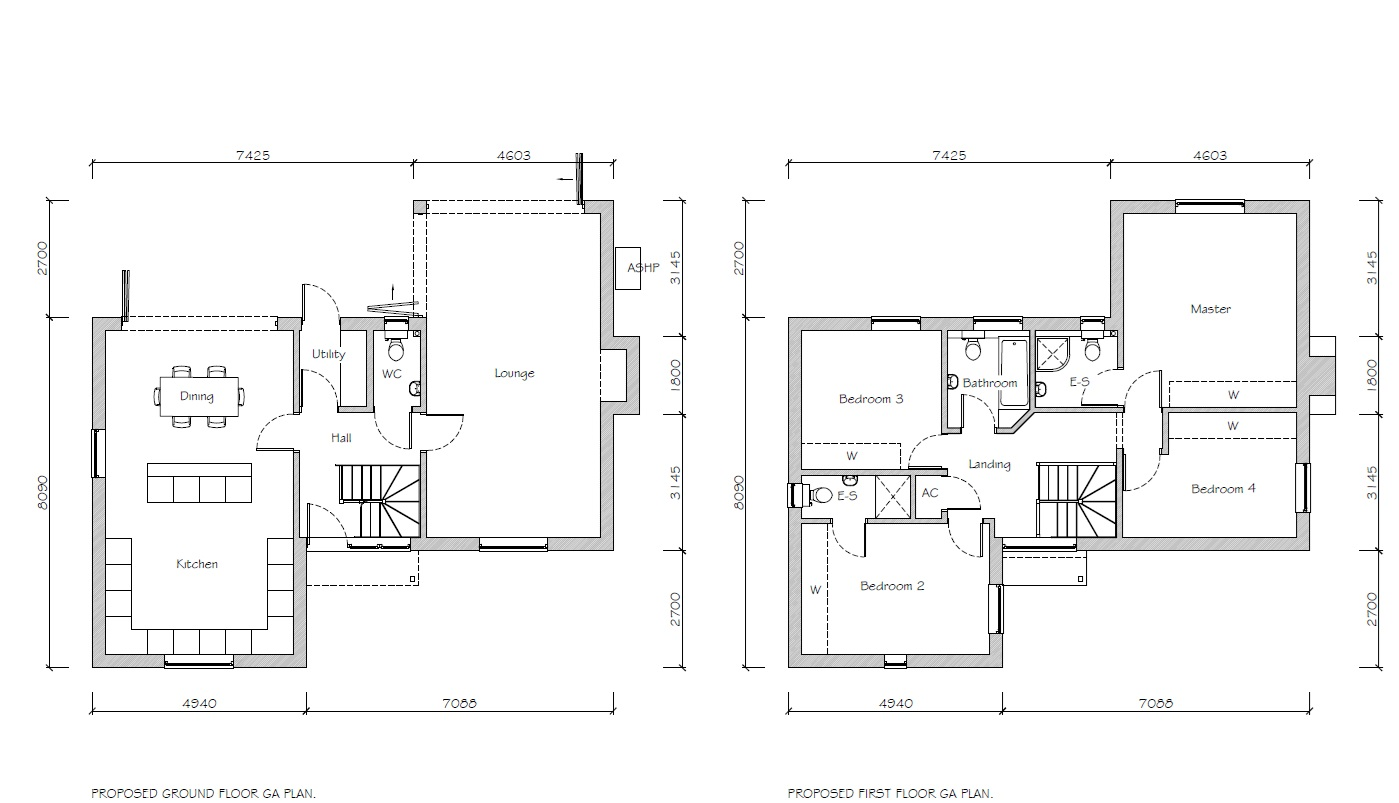 7425
4603
2700
8090
3145
1800
3145
2700
ASHP
Utility
WC
Lounge
Dining
Hall
Kitchen
4940
7088
PROPOSED GROUND FLOOR GA PLAN.
7425
4603
2700
8090
3145
1800
3145
2700
Master
Bathroom
E-S
Bedroom 3
W
W
W
Landing
Bedroom 4
E-S
AC
Bedroom 2
W
4940
7088
PROPOSED FIRST FLOOR GA PLAN.